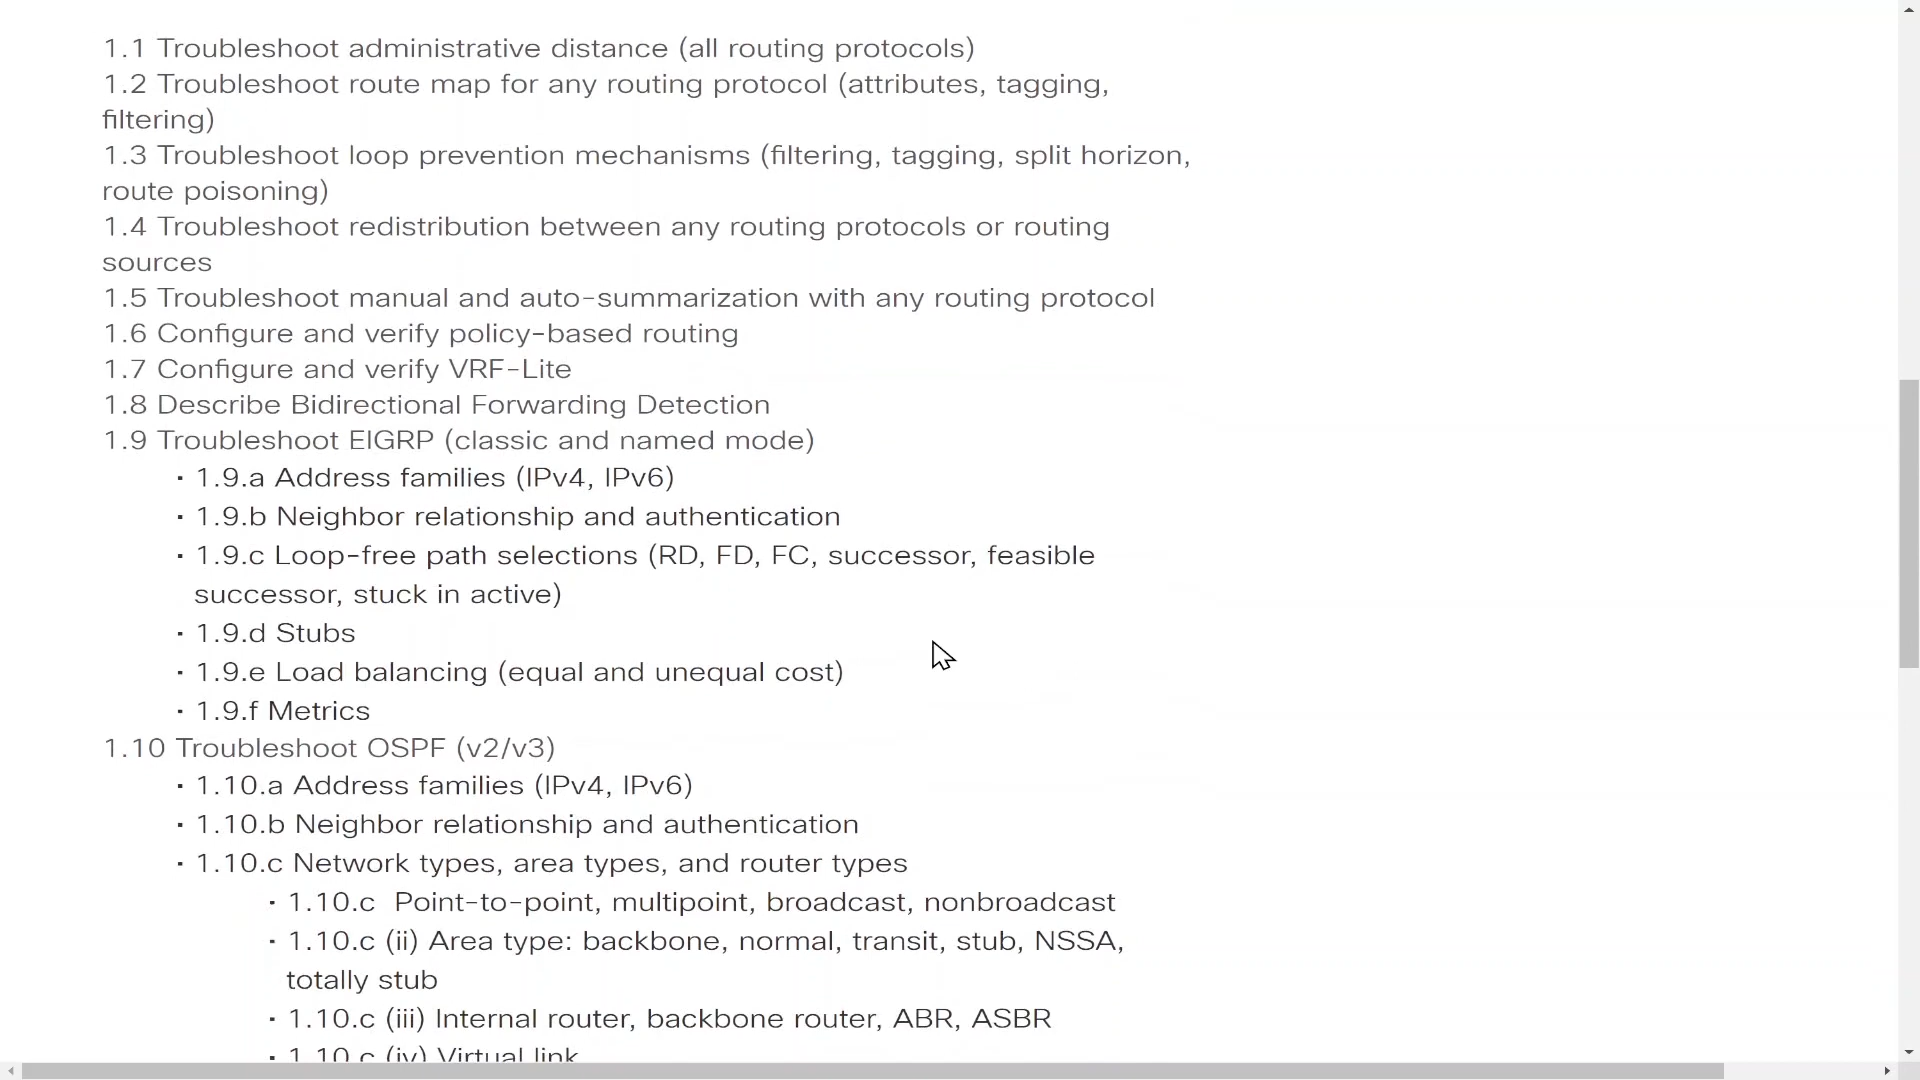 1.1 Troubleshoot administrative distance (all routing protocols)
1.2 Troubleshoot route map for any routing protocol (attributes, tagging,
filtering)
1.3 Troubleshoot loop prevention mechanisms (filtering, tagging, split horizon,
route poisoning)
1.4 Troubleshoot redistribution between any routing protocols or routing
sources
1.5 Troubleshoot manual and auto-summarization with any routing protocol
1.6 Configure and verify policy-based routing
1.7 Configure and verify VRF-Lite
1.8 Describe Bidirectional Forwarding Detection
1.9 Troubleshoot EIGRP (classic and named mode)
· 1.9.a Address families (IPv4, IPv6)
· 1.9.b Neighbor relationship and authentication
· 1.9.c Loop-free path selections (RD, FD, FC, successor, feasible
successor, stuck in active)
· 1.9.d Stubs
· 1.9.e Load balancing (equal and unequal cost)
· 1.9.f Metrics
1.10 Troubleshoot OSPF (v2/v3)
· 1.10.a Address families (IPv4, IPv6)
· 1.10.b Neighbor relationship and authentication
· 1.10.c Network types, area types, and router types
· 1.10.c  Point-to-point, multipoint, broadcast, nonbroadcast
· 1.10.c (ii) Area type: backbone, normal, transit, stub, NSSA,
totally stub
· 1.10.c (iii) Internal router, backbone router, ABR, ASBR
· 1.10.c (iv) Virtual link